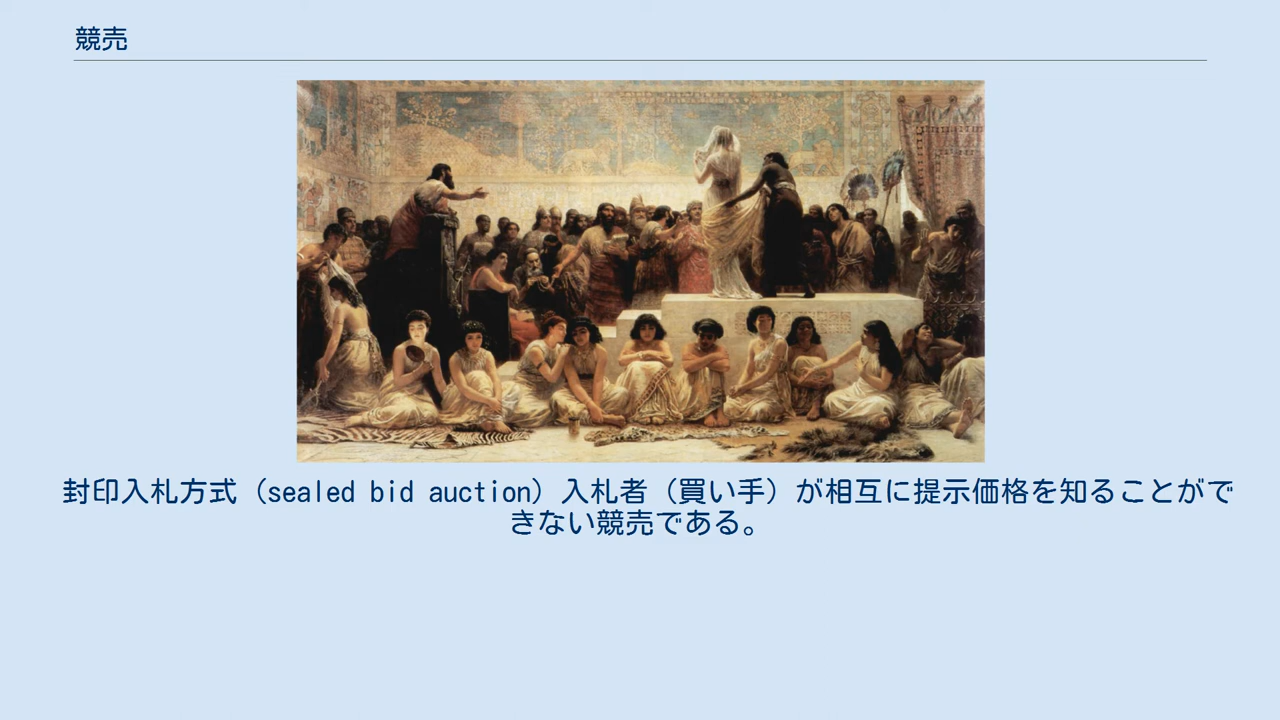 競売
封印入札方式（sealed bid auction）入札者（買い手）が相互に提示価格を知ることがで
きない競売である。